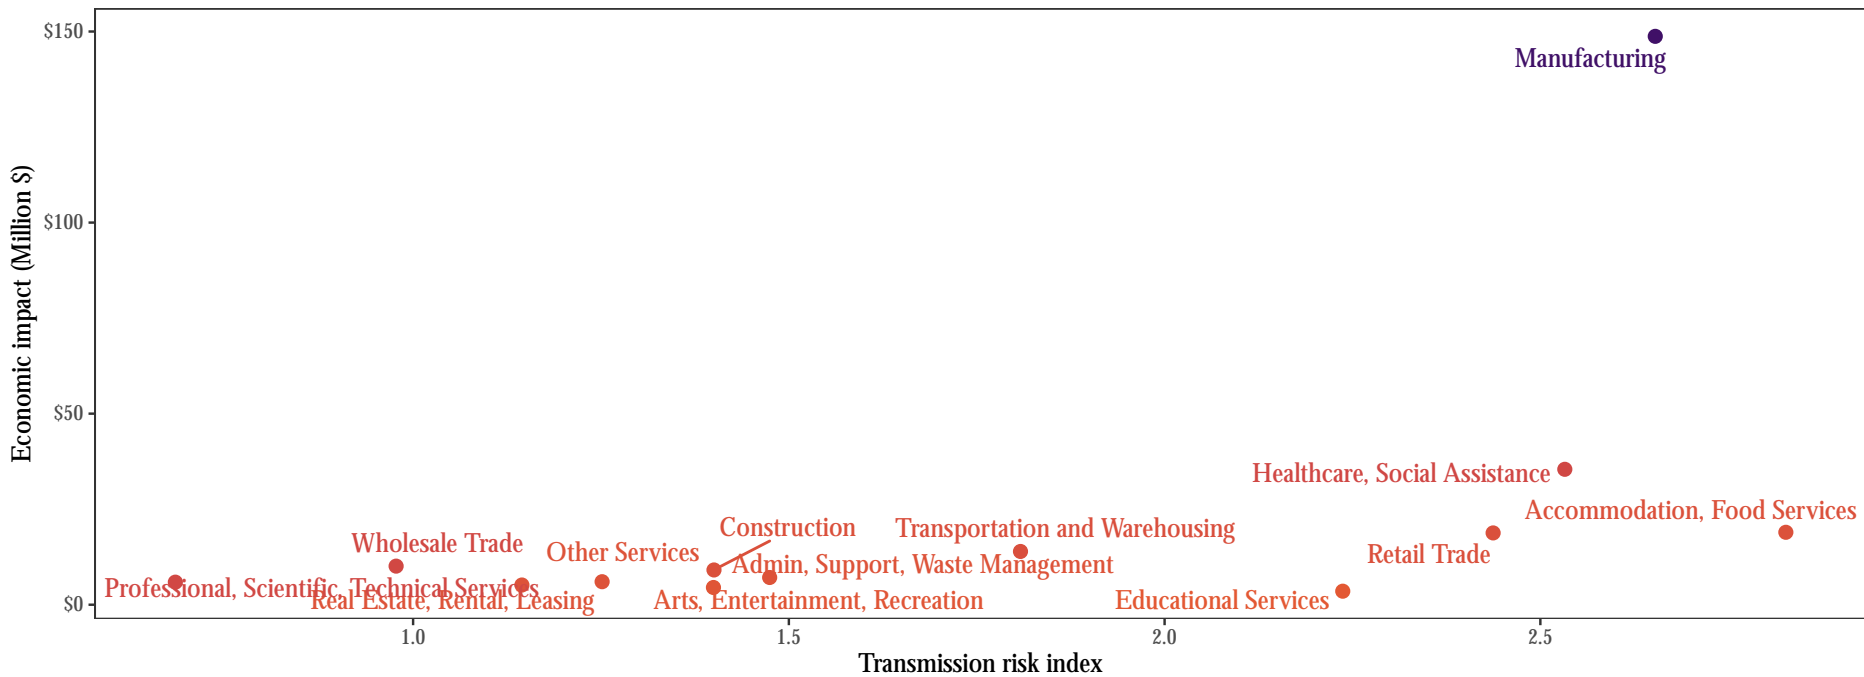 $150
Manufacturing
$100
Economic impact (Million $)
$50
Healthcare, Social Assistance
Accommodation, Food Services
Construction
Transportation and Warehousing
Wholesale Trade
Other Services
Retail Trade
Admin, Support, Waste Management
Professional, Scientific, Technical Services
Real Estate, Rental, Leasing
Arts, Entertainment, Recreation
Educational Services
$0
1.0
1.5
2.0
2.5
Transmission risk index